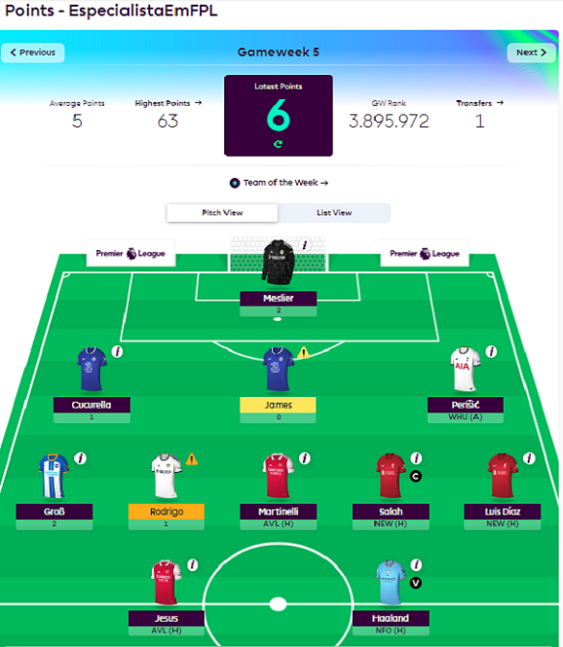 Points - EspecialistaEmFPL
Previous
Gameweek 5
Next
Average Points
5
Highest Points →
63
Latest Points
6
GW Rank
3.895.972
Transfers →
1
Team of the Week →
Pitch View
List View
Premier League
Premier League
Meslier
2
Cucurella
1
James
0
AIA
Perišić
WHU (A)
Groß
2
Rodrigo
1
Martinelli
AVL (H)
C
Salah
NEW (H)
Luis Díaz
NEW (H)
Jesus
AVL (H)
V
Haaland
NFO (H)